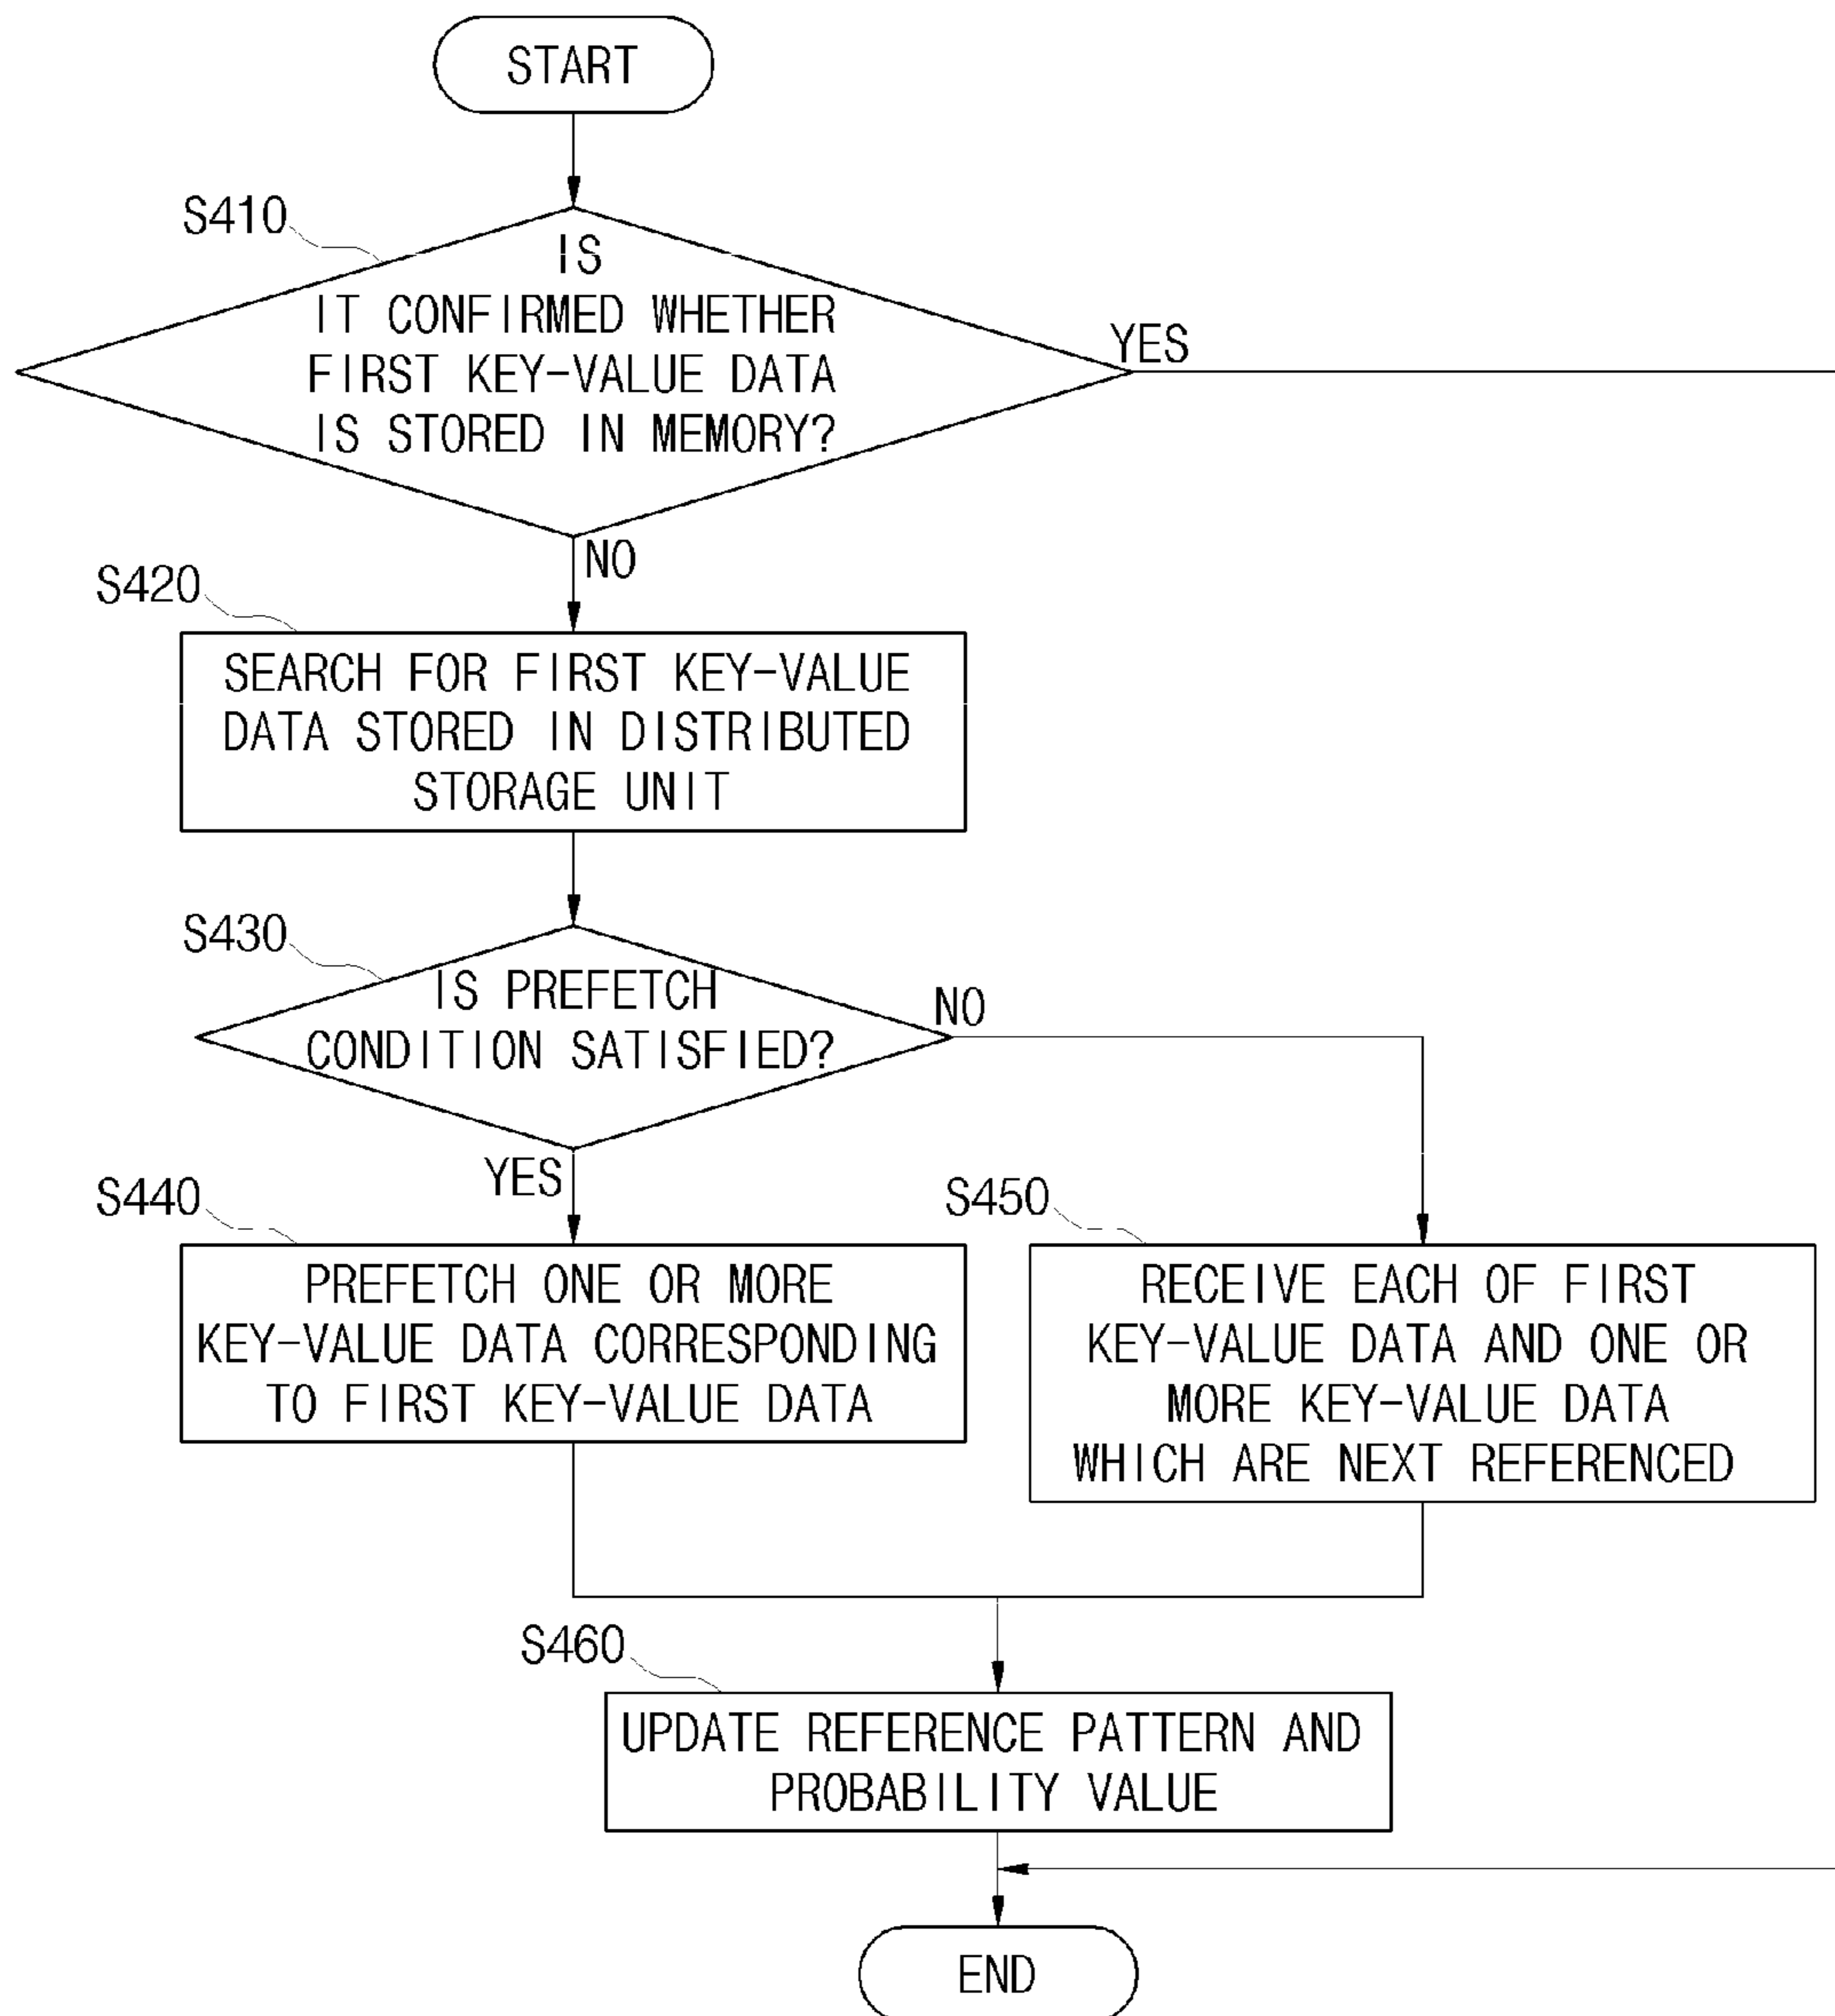 START
S410
IS
IT CONFIRMED WHETHER
FIRST KEY-VALUE DATA
IS STORED IN MEMORY?
YES
NO
S420
SEARCH FOR FIRST KEY-VALUE
DATA STORED IN DISTRIBUTED
STORAGE UNIT
S430
IS PREFETCH
CONDITION SATISFIED?
NO
YES
S440
PREFETCH ONE OR MORE
KEY-VALUE DATA CORRESPONDING
TO FIRST KEY-VALUE DATA
S450
RECEIVE EACH OF FIRST
KEY-VALUE DATA AND ONE OR
MORE KEY-VALUE DATA
WHICH ARE NEXT REFERENCED
S460
UPDATE REFERENCE PATTERN AND
PROBABILITY VALUE
END